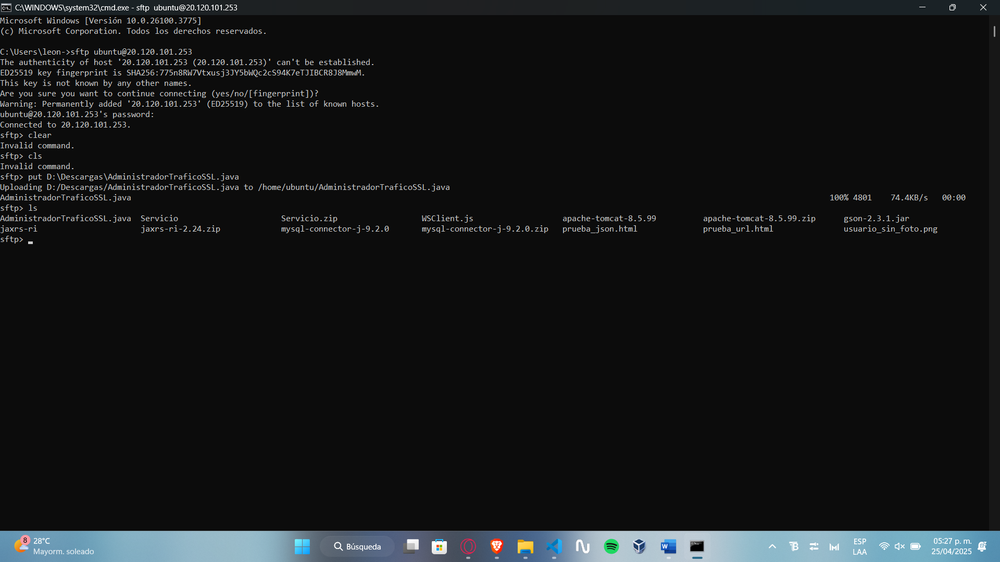 C:\WINDOWS\system32\cmd.exe - sftp  ubuntu@20.120.101.253
Microsoft Windows [Versión 10.0.26100.3775]
(c) Microsoft Corporation. Todos los derechos reservados.
C:\Users\leon->sftp ubuntu@20.120.101.253
The authenticity of host '20.120.101.253 (20.120.101.253)' can't be established.
ED25519 key fingerprint is SHA256:775n8RW7Vtxusj3JY5bWQc2cS94K7eTJIBCR8J8MmwM.
This key is not known by any other names.
Are you sure you want to continue connecting (yes/no/[fingerprint])?
Warning: Permanently added '20.120.101.253' (ED25519) to the list of known hosts.
ubuntu@20.120.101.253's password:
Connected to 20.120.101.253.
sftp> clear
Invalid command.
sftp> cls
Invalid command.
sftp> put D:\Descargas\AdministradorTraficoSSL.java
Uploading D:/Descargas/AdministradorTraficoSSL.java to /home/ubuntu/AdministradorTraficoSSL.java
AdministradorTraficoSSL.java 100% 4801 74.4KB/s 00:00
sftp> ls
AdministradorTraficoSSL.java Servicio Servicio.zip WSClient.js apache-tomcat-8.5.99 apache-tomcat-8.5.99.zip gson-2.3.1.jar
jaxrs-ri jaxrs-ri-2.24.zip mysql-connector-j-9.2.0 mysql-connector-j-9.2.0.zip prueba_json.html prueba_url.html usuario_sin_foto.png
sftp>
8
28°C
Mayorm. soleado
Búsqueda
ESP
LAA
05:27 p. m.
25/04/2025